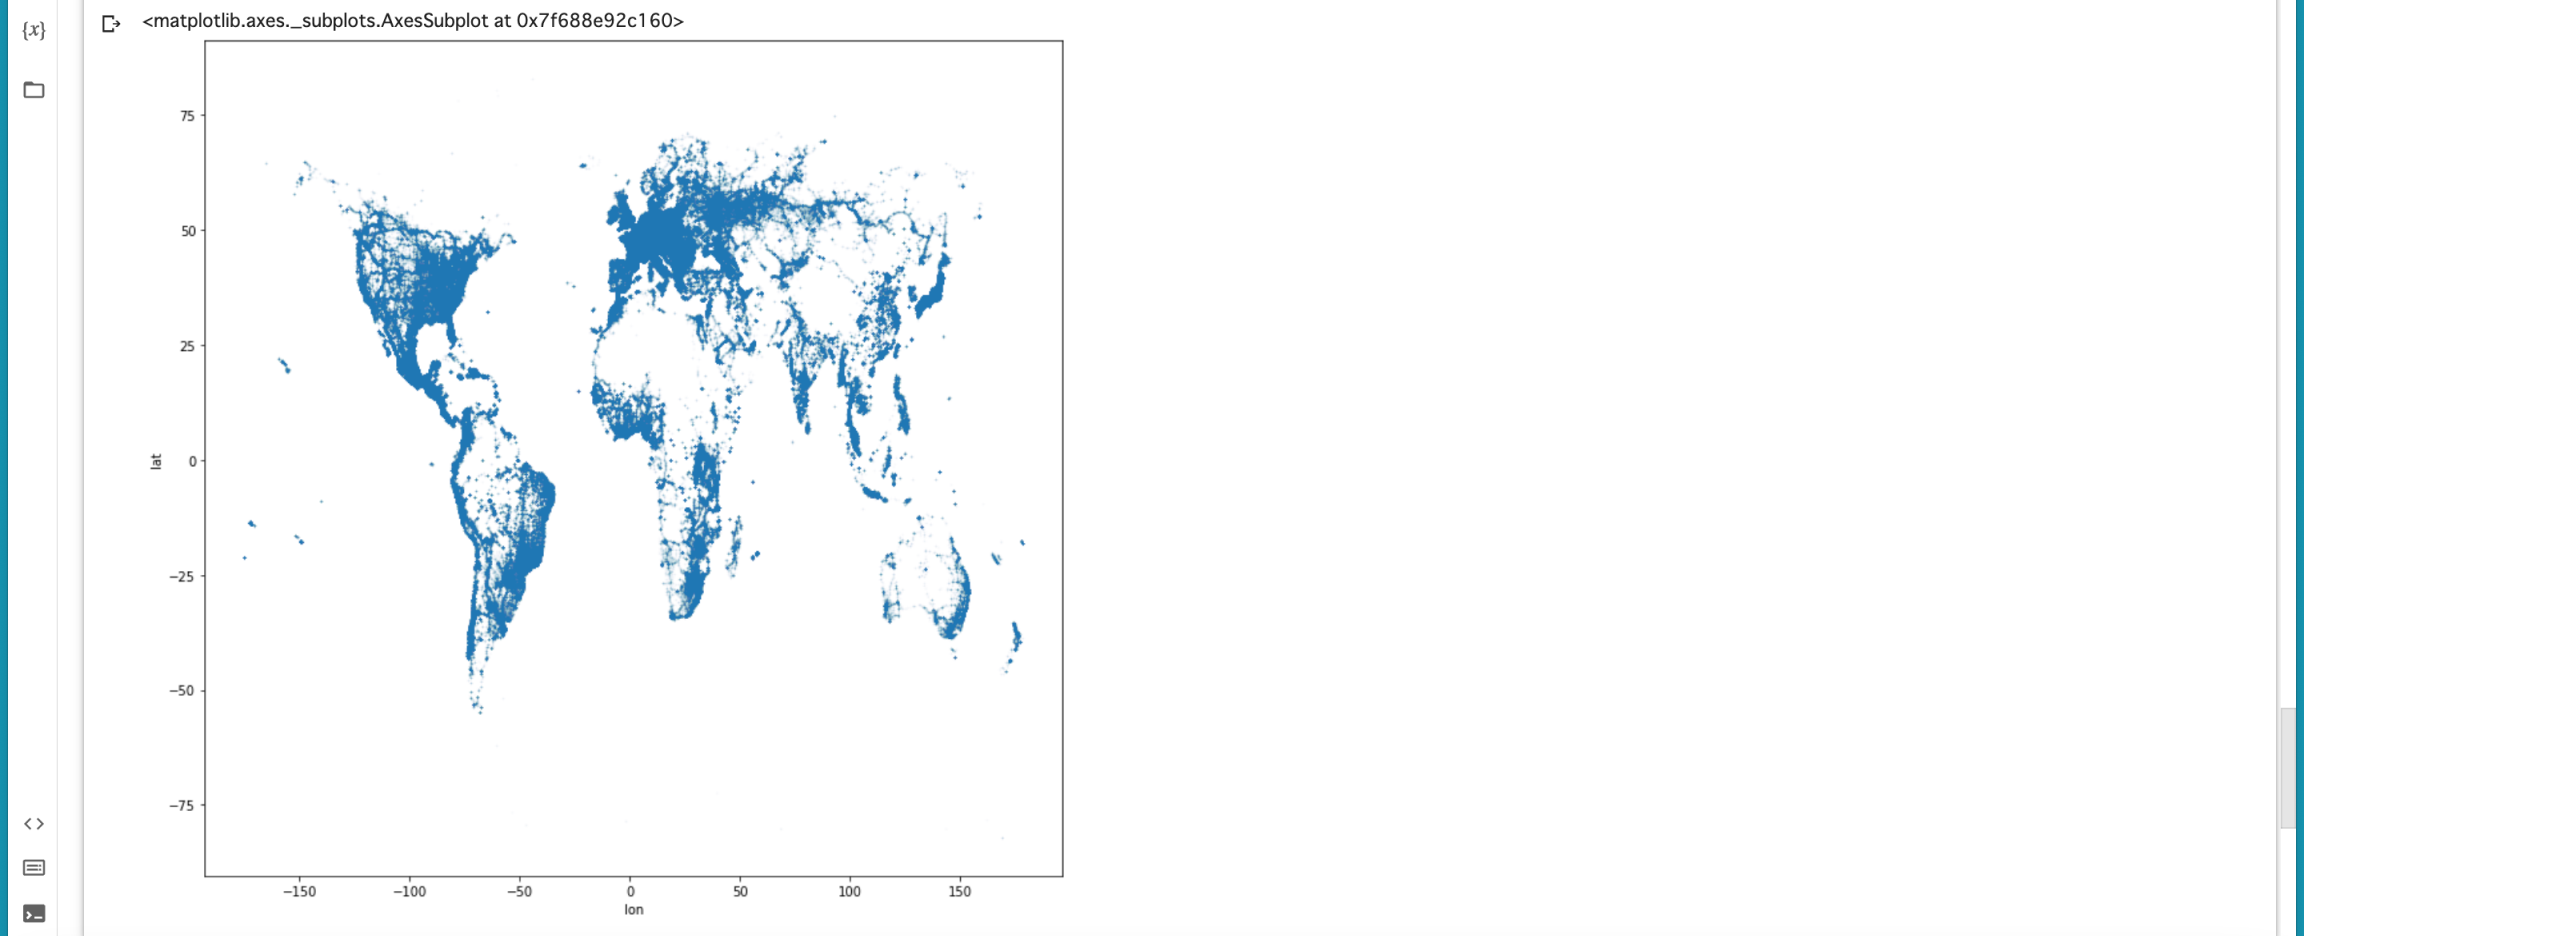 {x}
<matplotlib.axes._subplots.AxesSubplot at 0x7f688e92c160>
75
50
25
0
−25
−50
−75
lat
−150 −100 −50 0 50 100 150
lon